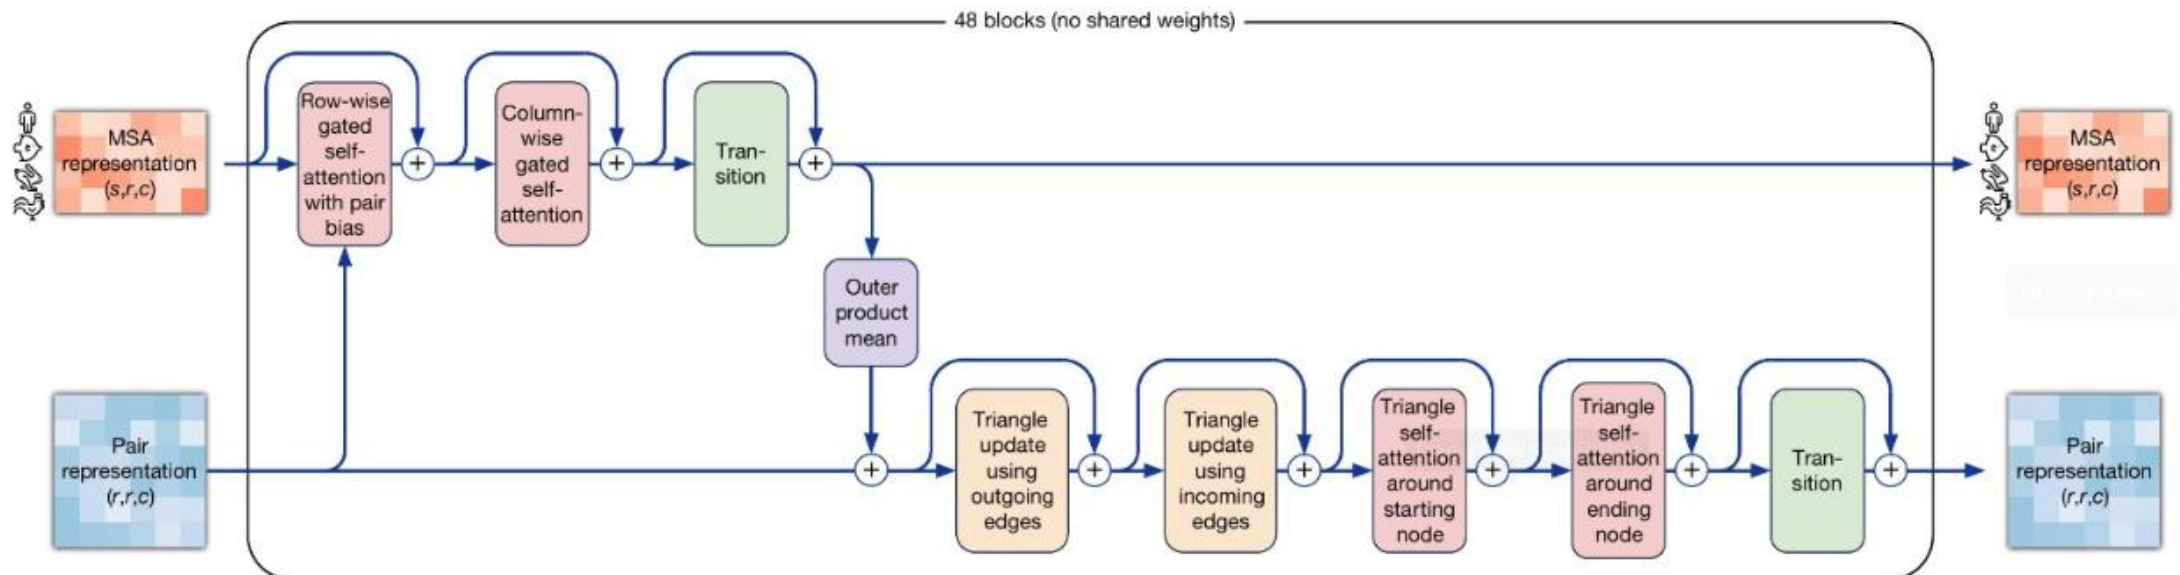 48 blocks (no shared weights)
MSA
representation
(s,r,c)
Row-wise
gated
self-
attention
with pair
bias
+
Column-
wise
gated
self-
attention
+
Tran-
sition
+
MSA
representation
(s,r,c)
Outer
product
mean
Pair
representation
(r,r,c)
+
Triangle
update
using
outgoing
edges
+
Triangle
update
using
incoming
edges
+
Triangle
self-
attention
around
starting
node
+
Triangle
self-
attention
around
ending
node
+
Tran-
sition
+
Pair
representation
(r,r,c)